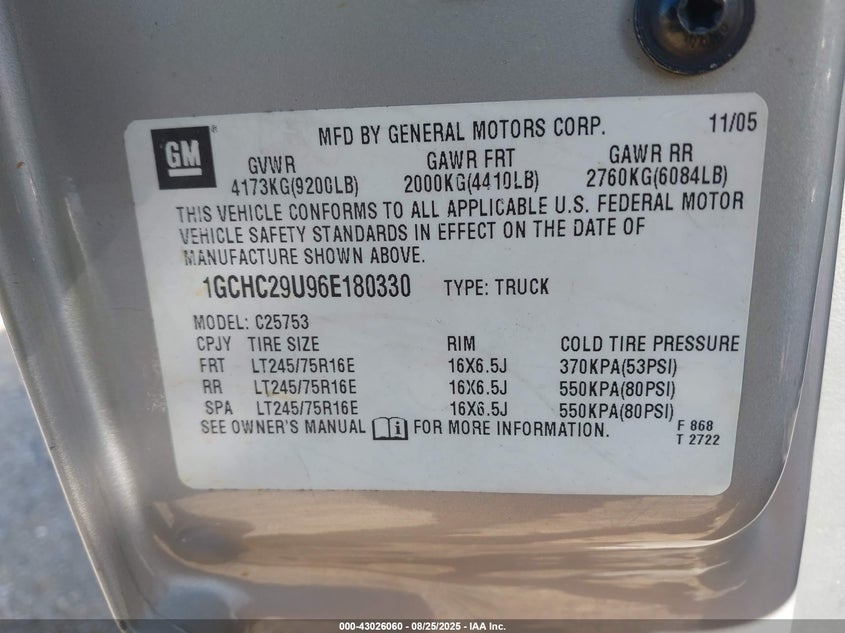 GM
MFD BY GENERAL MOTORS CORP. 11/05
GVWR GAWR FRT GAWR RR
4173KG(9200LB) 2000KG(4410LB) 2760KG(6084LB)
THIS VEHICLE CONFORMS TO ALL APPLICABLE U.S. FEDERAL MOTOR
VEHICLE SAFETY STANDARDS IN EFFECT ON THE DATE OF
MANUFACTURE SHOWN ABOVE.
1GCHC29U96E180330 TYPE: TRUCK
MODEL: C25753
CPJY TIRE SIZE RIM COLD TIRE PRESSURE
FRT LT245/75R16E 16X6.5J 370KPA(53PSI)
RR LT245/75R16E 16X6.5J 550KPA(80PSI)
SPA LT245/75R16E 16X6.5J 550KPA(80PSI)
SEE OWNER'S MANUAL i FOR MORE INFORMATION.
F 868
T 2722
000-43026060 - 08/25/2025 - IAA Inc.